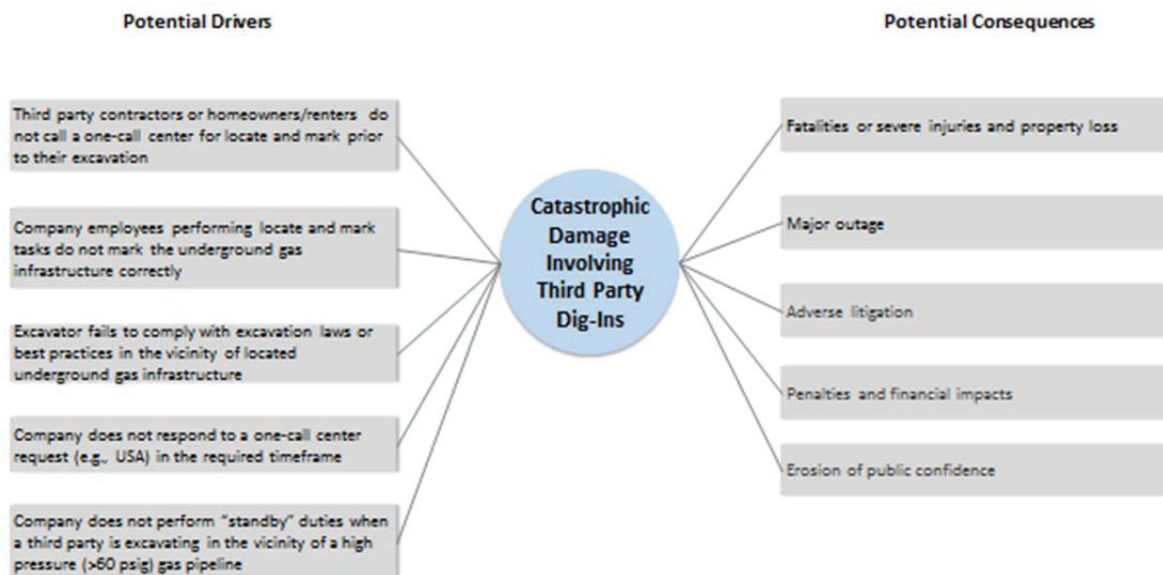 Potential Drivers
Potential Consequences
Third party contractors or homeowners/renters do
not call a one-call center for locate and mark prior
to their excavation
Company employees performing locate and mark
tasks do not mark the underground gas
infrastructure correctly
Excavator fails to comply with excavation laws or
best practices in the vicinity of located
underground gas infrastructure
Company does not respond to a one-call center
request (e.g., USA) in the required timeframe
Company does not perform “standby” duties when
a third party is excavating in the vicinity of a high
pressure (>60 psig) gas pipeline
Catastrophic
Damage
Involving
Third Party
Dig-Ins
Fatalities or severe injuries and property loss
Major outage
Adverse litigation
Penalties and financial impacts
Erosion of public confidence